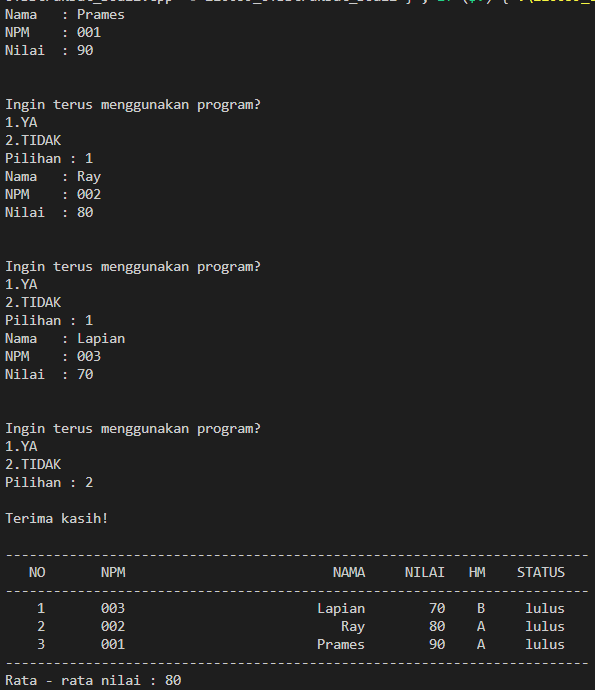 Nama   : Prames
NPM    : 001
Nilai  : 90
Ingin terus menggunakan program?
1.YA
2.TIDAK
Pilihan : 1
Nama   : Ray
NPM    : 002
Nilai  : 80
Ingin terus menggunakan program?
1.YA
2.TIDAK
Pilihan : 1
Nama   : Lapian
NPM    : 003
Nilai  : 70
Ingin terus menggunakan program?
1.YA
2.TIDAK
Pilihan : 2
Terima kasih!
-------------------------------------------------------------------------
   NO       NPM                          NAMA     NILAI   HM    STATUS
-------------------------------------------------------------------------
    1       003                        Lapian        70    B     lulus
    2       002                           Ray        80    A     lulus
    3       001                        Prames        90    A     lulus
-------------------------------------------------------------------------
Rata - rata nilai : 80